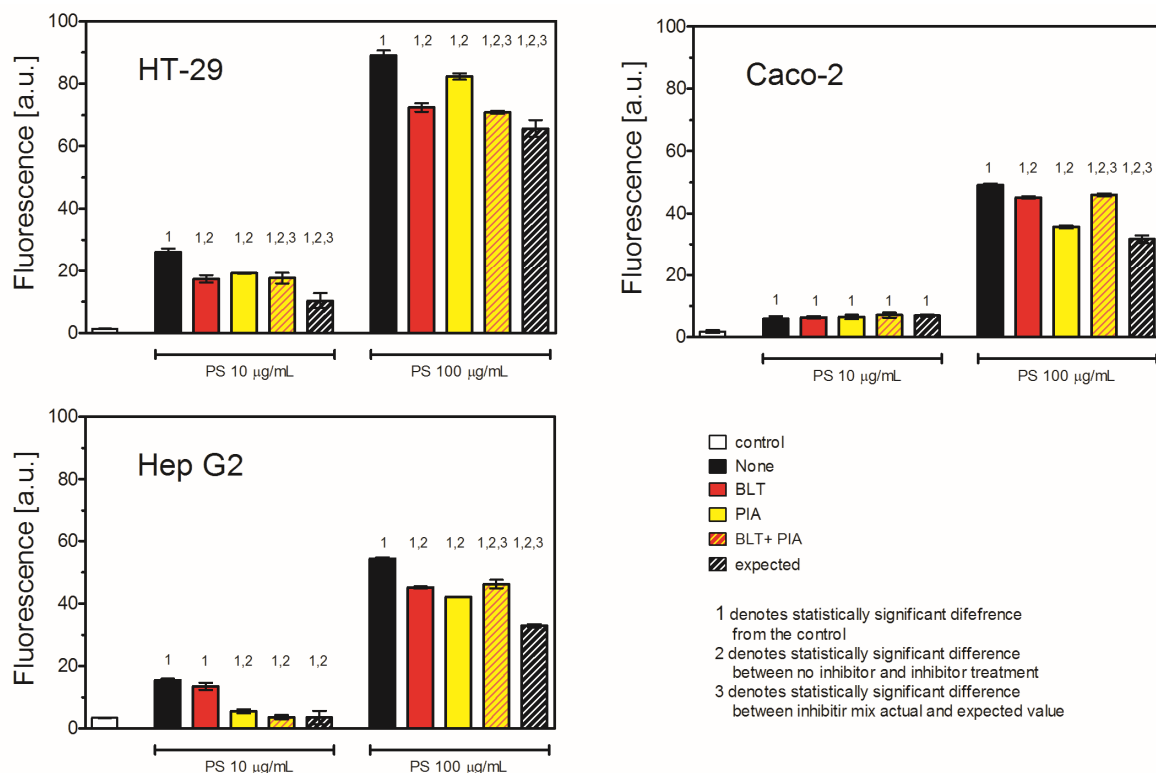 HT-29
Fluorescence [a.u.]
100
80
60
40
20
0
1
1,2
1,2
1,2,3
1,2,3
1
1,2
1,2
1,2,3
1,2,3
PS 10 µg/mL
PS 100 µg/mL
Caco-2
Fluorescence [a.u.]
100
80
60
40
20
0
1
1
1
1
1
1
1,2
1,2
1,2,3
1,2,3
PS 10 µg/mL
PS 100 µg/mL
Hep G2
Fluorescence [a.u.]
100
80
60
40
20
0
1
1
1,2
1,2
1,2
1
1,2
1,2
1,2,3
1,2,3
PS 10 µg/mL
PS 100 µg/mL
control
None
BLT
PIA
BLT+ PIA
expected
1 denotes statistically significant difefrence
from the control
2 denotes statistically significant difference
between no inhibitor and inhibitor treatment
3 denotes statistically significant difference
between inhibitir mix actual and expected value